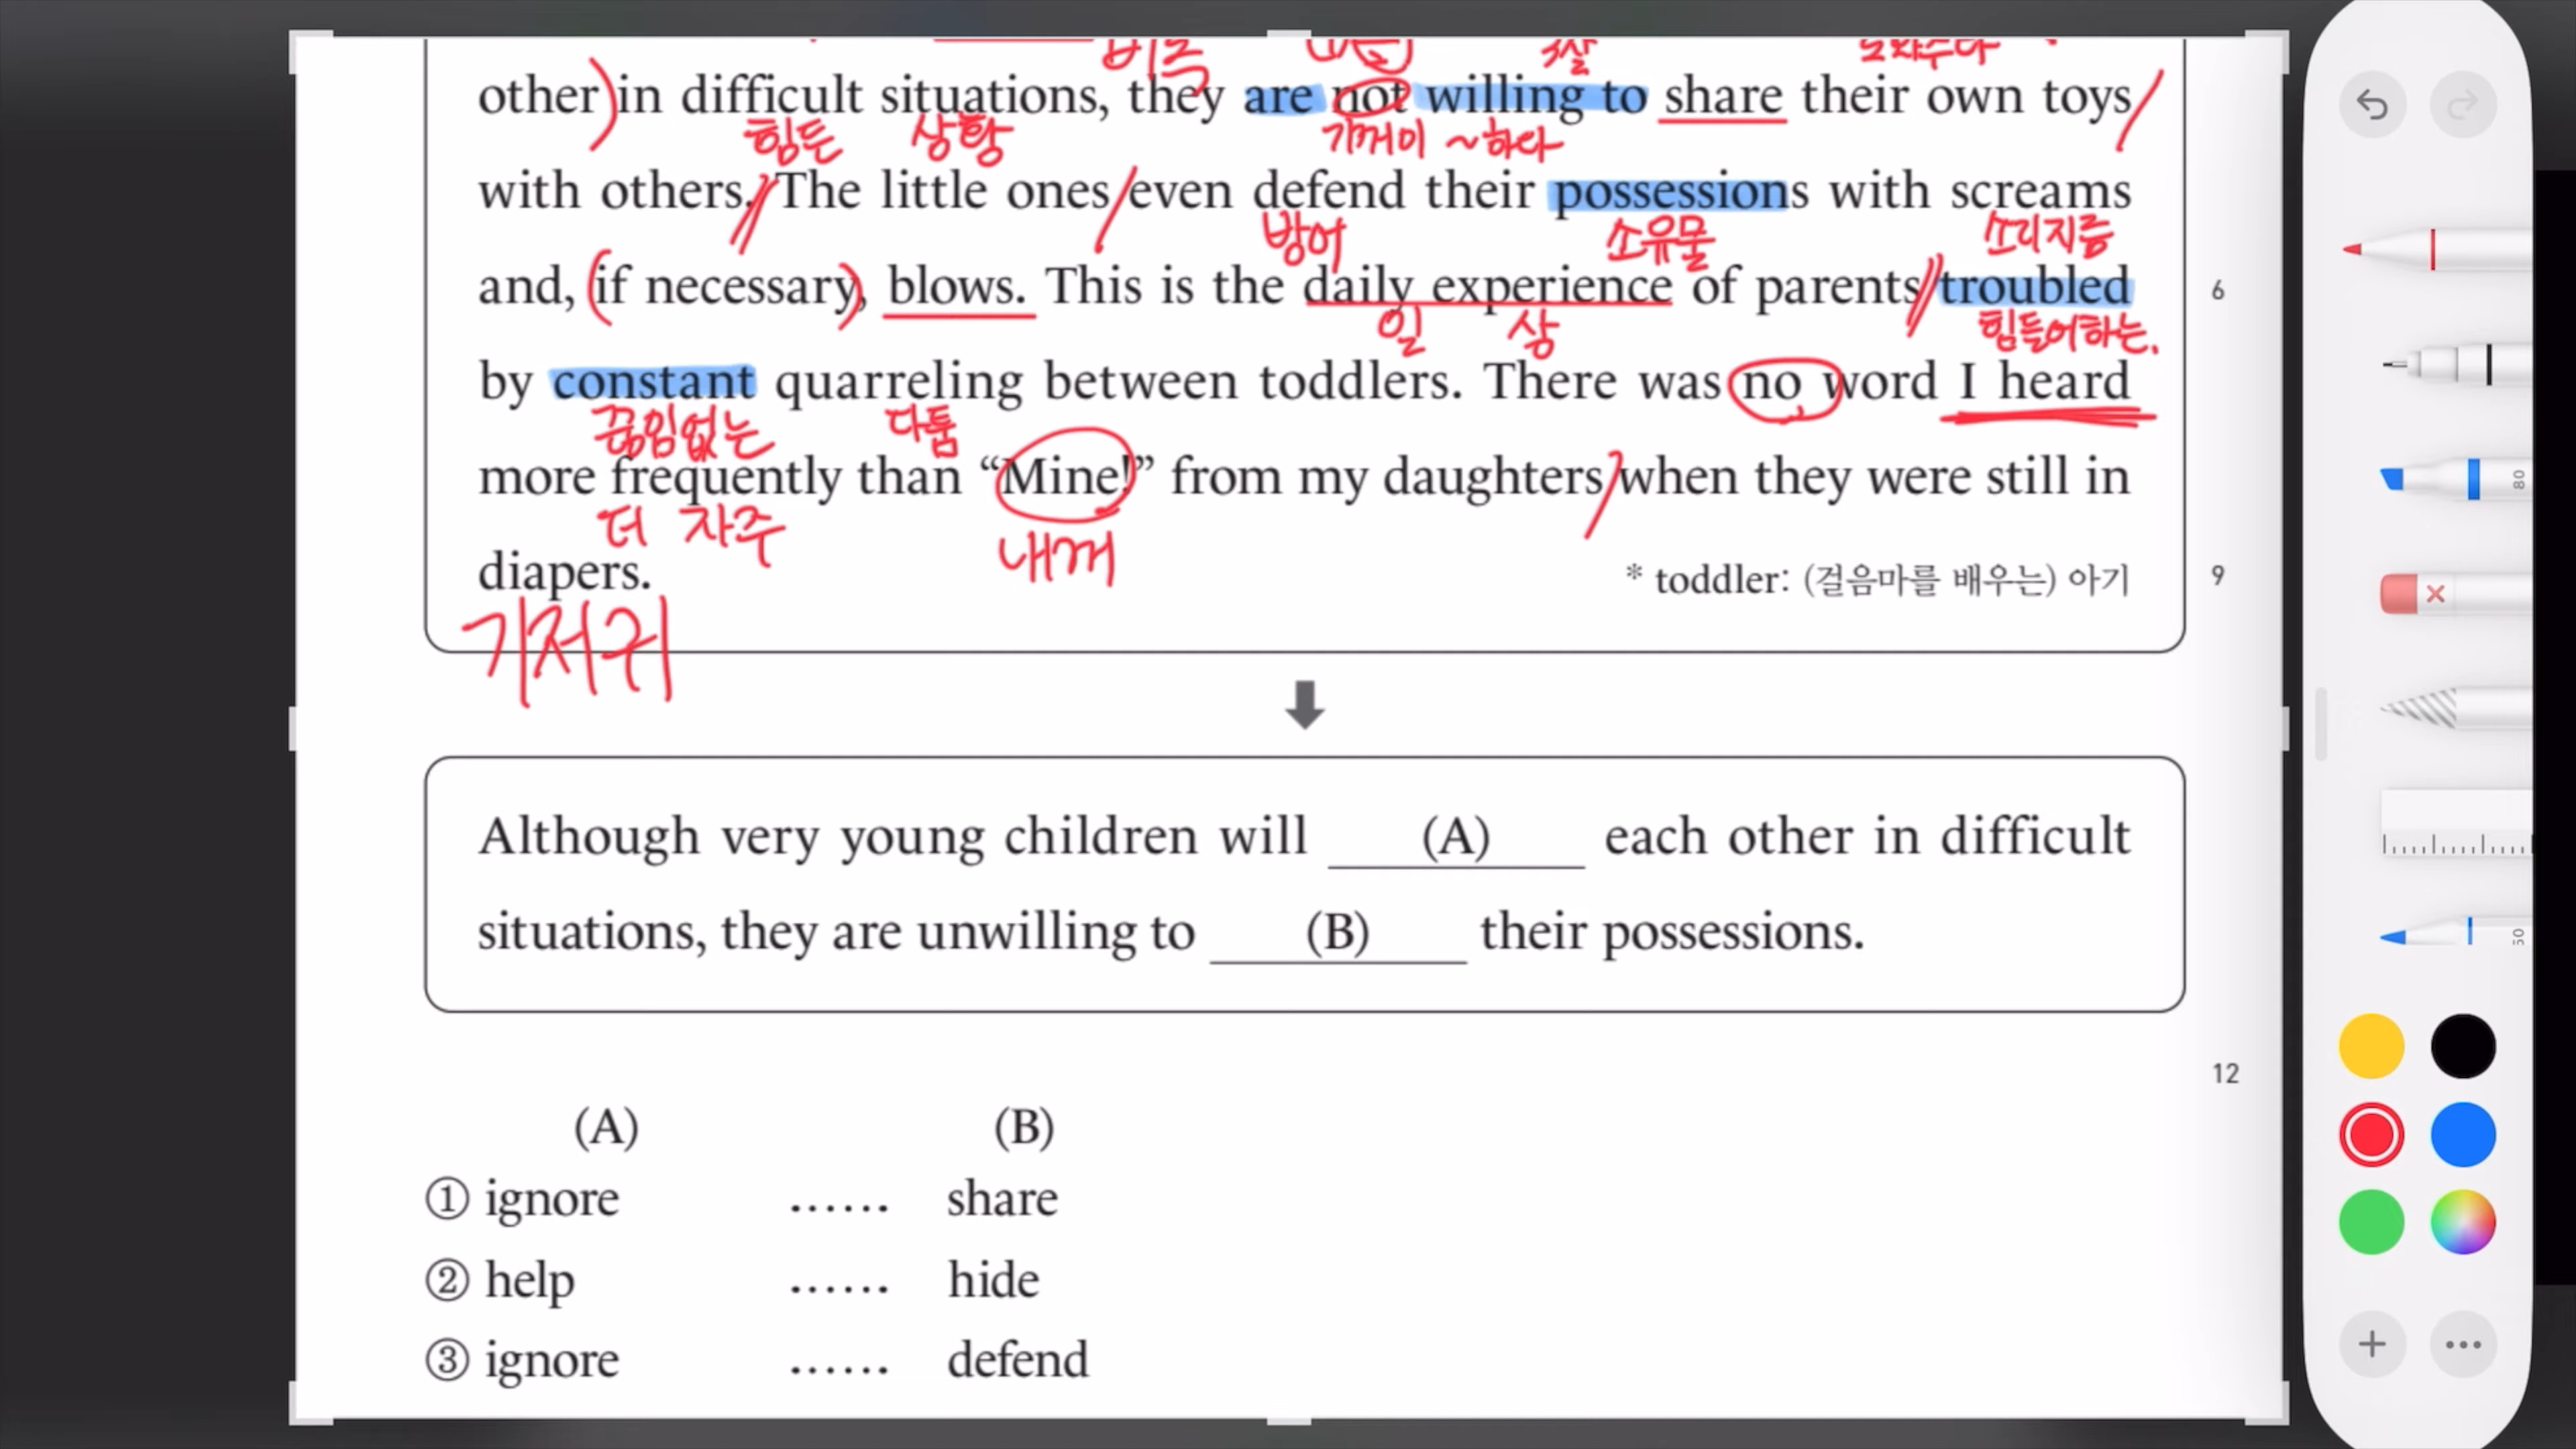 other) in difficult situations, they are not willing to share their own toys
힘든 상황 기꺼이 ~하다
with others. The little ones even defend their possessions with screams
방어 소유물 소리지름
and, (if necessary), blows. This is the daily experience of parents troubled 6
일 상 힘들어하는.
by constant quarreling between toddlers. There was no word I heard
끊임없는 다툼
more frequently than “Mine!” from my daughters when they were still in
더 자주 내꺼
diapers. * toddler: (걸음마를 배우는) 아기 9
기저귀
Although very young children will (A) each other in difficult
situations, they are unwilling to (B) their possessions.
12
(A) (B)
① ignore ...... share
② help ...... hide
③ ignore ...... defend
80
50